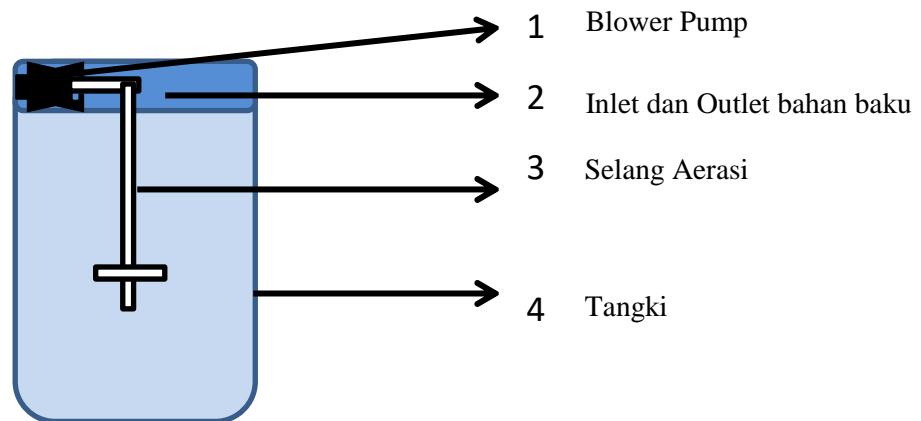 1 Blower Pump
2 Inlet dan Outlet bahan baku
3 Selang Aerasi
4 Tangki